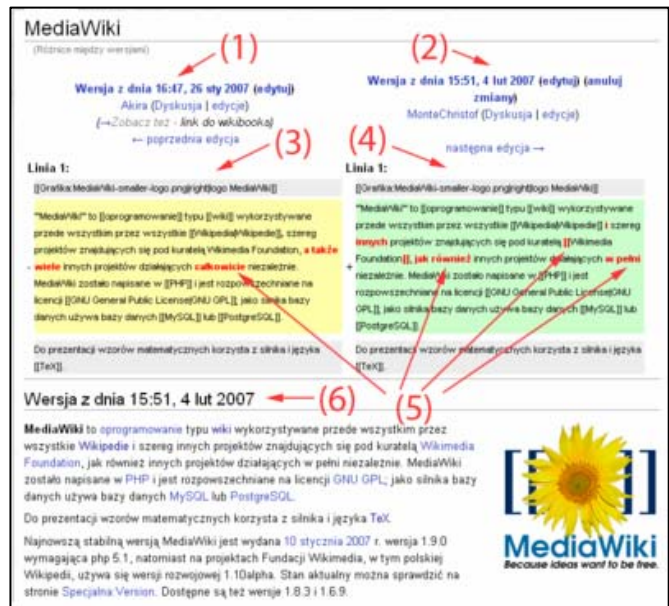 MediaWiki
(Różnice między wersjami)
(1)
(2)
Wersja z dnia 16:47, 26 sty 2007 (edytuj)
Akira (Dyskusja | edycje)
(→Zobacz też - link do wikibooka)
← poprzednia edycja
Wersja z dnia 15:51, 4 lut 2007 (edytuj) (anuluj
zmiany)
MonteChristof (Dyskusja | edycje)
następna edycja →
(3)
(4)
Linia 1:
[[Grafika:MediaWiki-smaller-logo.png|right|logo MediaWiki]]
- '''MediaWiki''' to [[oprogramowanie]] typu [[wiki]] wykorzystywane
przede wszystkim przez wszystkie [[Wikipedia|Wikipedie]], szereg
projektów znajdujących się pod kuratelą Wikimedia Foundation, a także
wiele innych projektów działających całkowicie niezależnie.
MediaWiki zostało napisane w [[PHP]] i jest rozpowszechniane na
licencji [[GNU General Public License|GNU GPL]]; jako silnika bazy
danych używa bazy danych [[MySQL]] lub [[PostgreSQL]].
Do prezentacji wzorów matematycznych korzysta z silnika i języka
[[TeX]].
Linia 1:
[[Grafika:MediaWiki-smaller-logo.png|right|logo MediaWiki]]
+ '''MediaWiki''' to [[oprogramowanie]] typu [[wiki]] wykorzystywane
przede wszystkim przez wszystkie [[Wikipedia|Wikipedie]] i szereg
innych projektów znajdujących się pod kuratelą [[Wikimedia
Foundation]], jak również innych projektów działających w pełni
niezależnie. MediaWiki zostało napisane w [[PHP]] i jest
rozpowszechniane na licencji [[GNU General Public License|GNU
GPL]]; jako silnika bazy danych używa bazy danych [[MySQL]] lub
[[PostgreSQL]].
Do prezentacji wzorów matematycznych korzysta z silnika i języka
[[TeX]].
(5)
Wersja z dnia 15:51, 4 lut 2007
(6)
MediaWiki to oprogramowanie typu wiki wykorzystywane przede wszystkim przez
wszystkie Wikipedie i szereg innych projektów znajdujących się pod kuratelą Wikimedia
Foundation, jak również innych projektów działających w pełni niezależnie. MediaWiki
zostało napisane w PHP i jest rozpowszechniane na licencji GNU GPL; jako silnika bazy
danych używa bazy danych MySQL lub PostgreSQL.
Do prezentacji wzorów matematycznych korzysta z silnika i języka TeX.
Najnowszą stabilną wersją MediaWiki jest wydana 10 stycznia 2007 r. wersja 1.9.0
wymagająca php 5.1, natomiast na projektach Fundacji Wikimedia, w tym polskiej
Wikipedii, używa się wersji rozwojowej 1.10alpha. Stan aktualny można sprawdzić na
stronie Specjalna:Version. Dostępne są też wersje 1.8.3 i 1.6.9.
[[ ]]
MediaWiki
Because ideas want to be free.